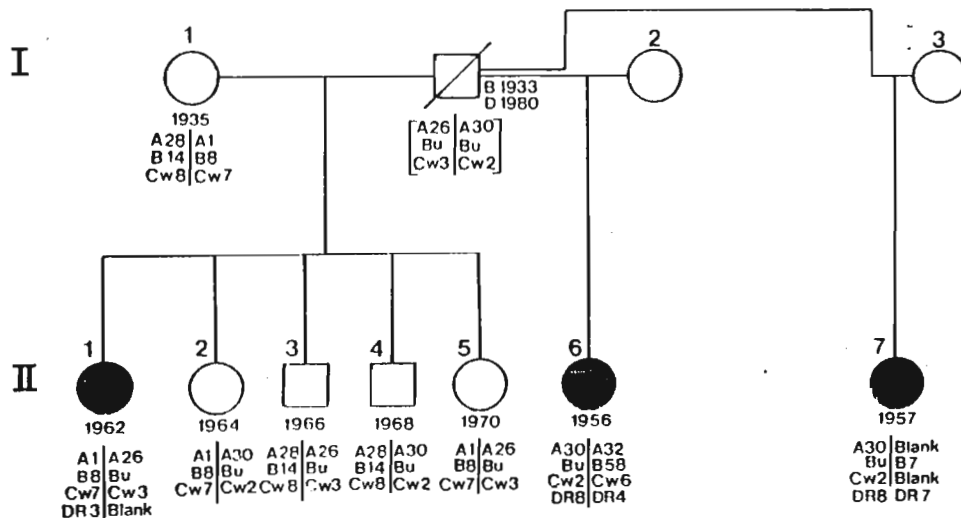 I
1
2
3
1935
A28 | A1
B14 | B8
Cw8 | Cw7
B 1933
D 1980
[A26 | A30]
Bu | Bu
Cw3 | Cw2
II
1
2
3
4
5
6
7
1962
A1 | A26
B8 | Bu
Cw7 | Cw3
DR3 | Blank
1964
A1 | A30
B8 | Bu
Cw7 | Cw2
1966
A28 | A26
B14 | Bu
Cw8 | Cw3
1968
A28 | A30
B14 | Bu
Cw8 | Cw2
1970
A1 | A26
B8 | Bu
Cw7 | Cw3
1956
A30 | A32
Bu | B58
Cw2 | Cw6
DR8 | DR4
1957
A30 | Blank
Bu | B7
Cw2 | Blank
DR8 DR7